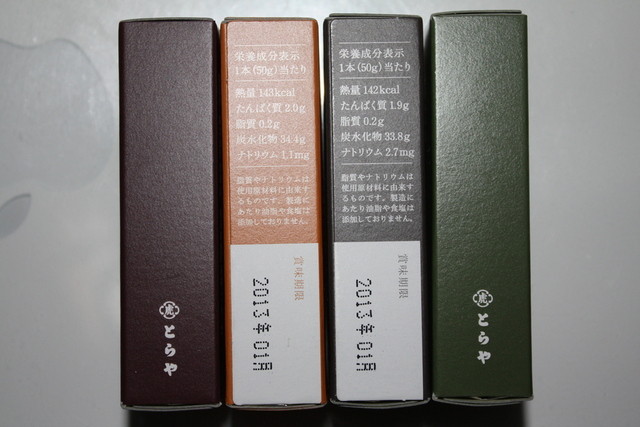 虎
とらや
栄養成分表示
1本(50g)当たり
熱量 143kcal
たんぱく質 2.0g
脂質 0.2g
炭水化物 34.4g
ナトリウム 1.1mg
脂質やナトリウムは
使用原材料に由来す
るものです。製造に
あたり油脂や食塩は
添加しておりません。
賞味期限
2013年01月
栄養成分表示
1本(50g)当たり
熱量 142kcal
たんぱく質 1.9g
脂質 0.2g
炭水化物 33.8g
ナトリウム 2.7mg
脂質やナトリウムは
使用原材料に由来す
るものです。製造に
あたり油脂や食塩は
添加しておりません。
賞味期限
2013年01月
虎
とらや